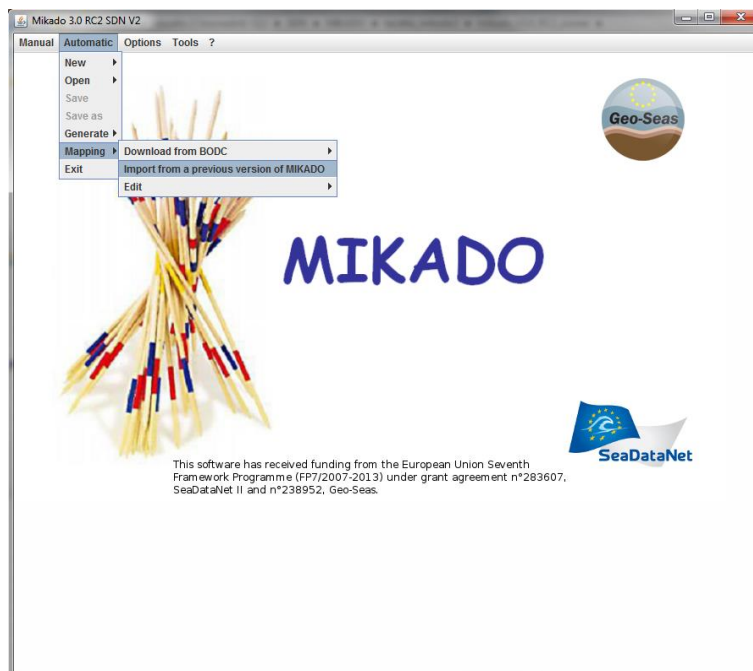 Mikado 3.0 RC2 SDN V2
Manual Automatic Options Tools ?
New
Open
Save
Save as
Generate
Mapping
Exit
Download from BODC
Import from a previous version of MIKADO
Edit
Geo-Seas
MIKADO
SeaDataNet
This software has received funding from the European Union Seventh
Framework Programme (FP7/2007-2013) under grant agreement n°283607,
SeaDataNet II and n°238952, Geo-Seas.